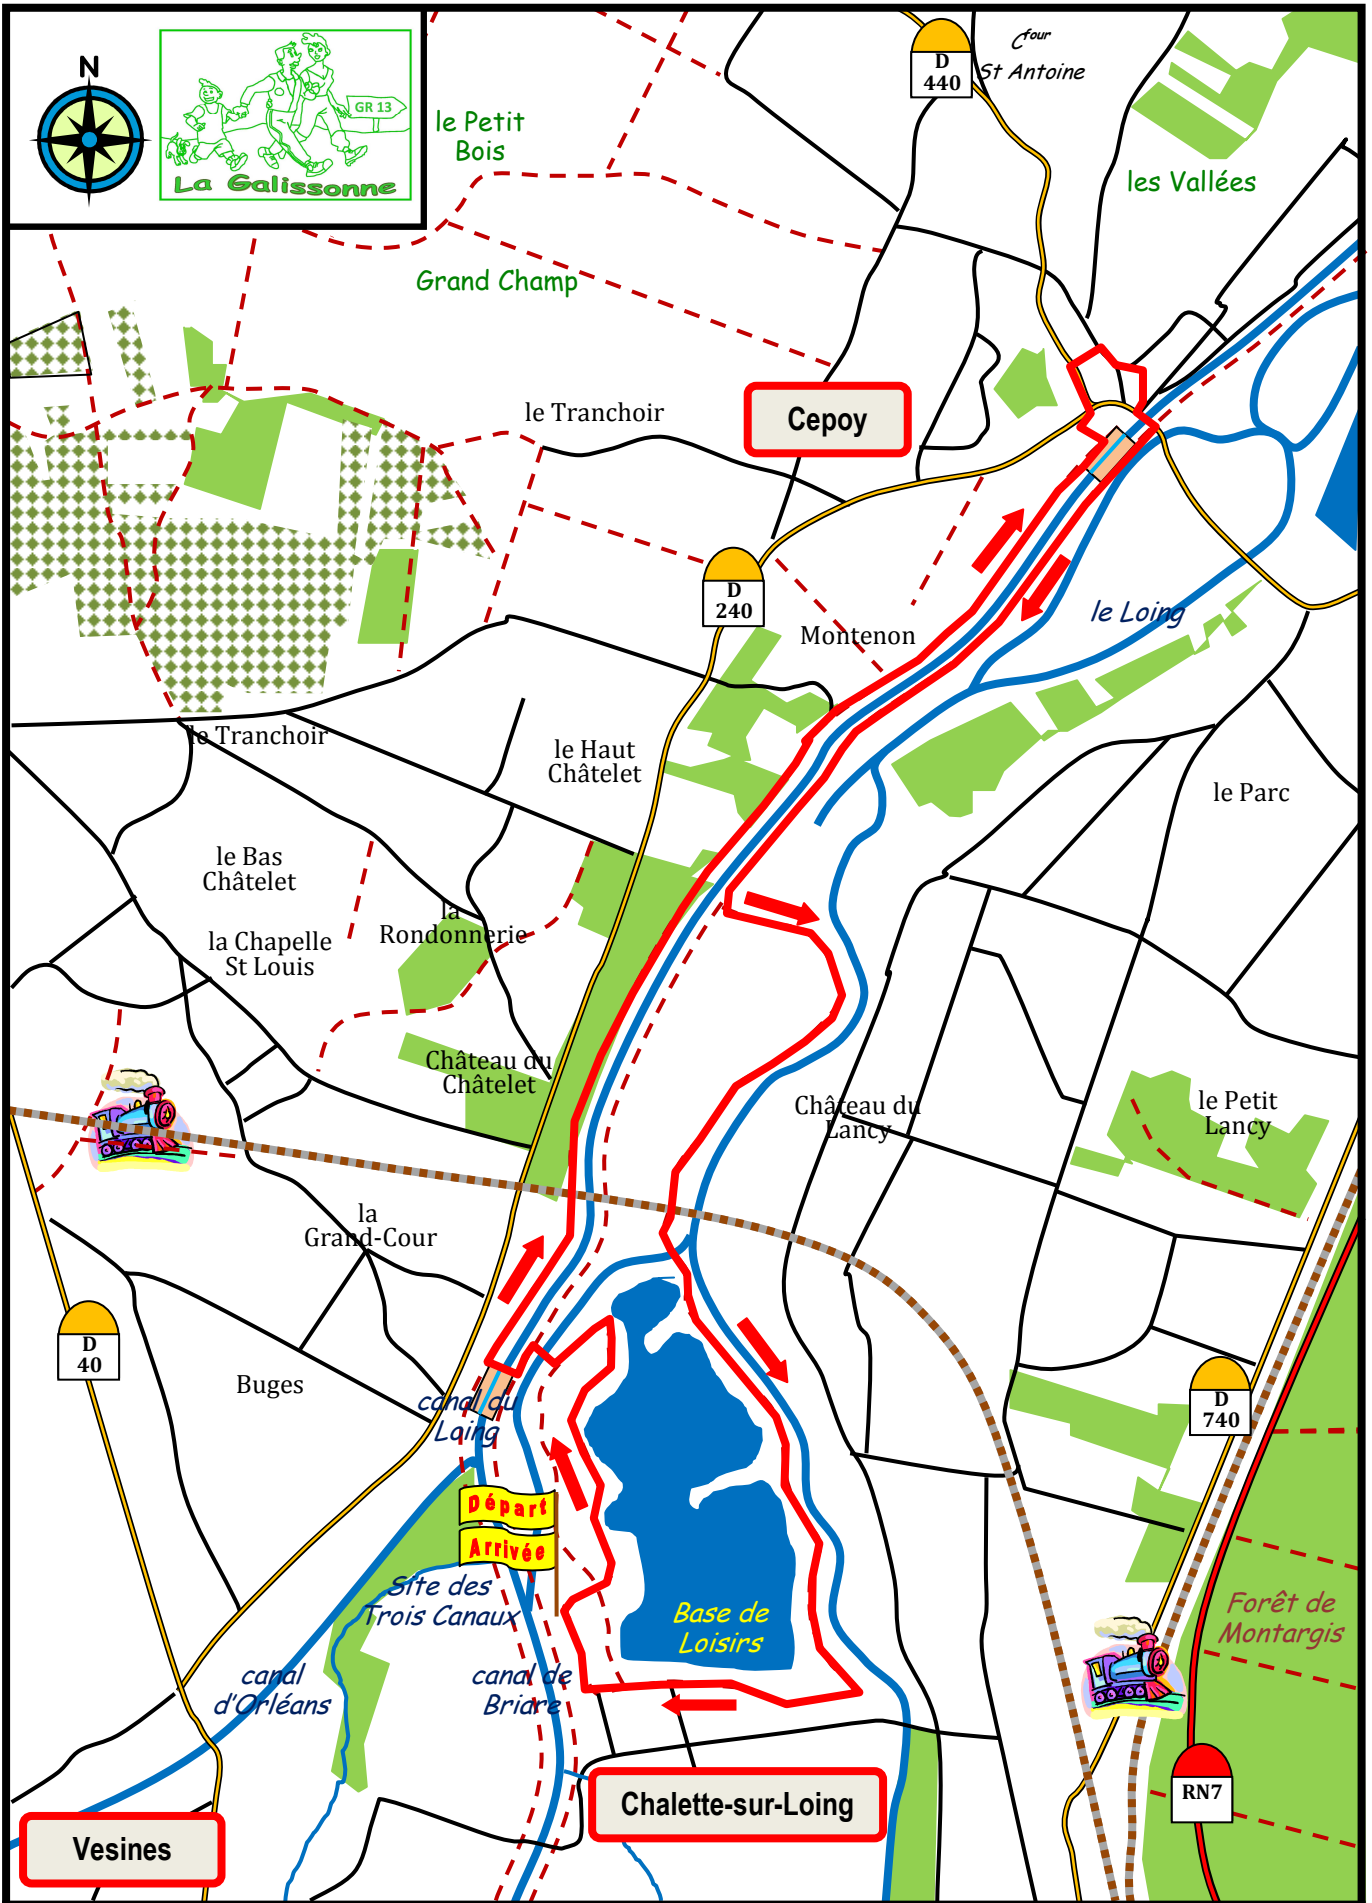 N
GR 13
La Galissonne
le Petit
Bois
D
440
Cfour
St Antoine
les Vallées
Grand Champ
le Tranchoir
Cepoy
D
240
Montenon
le Loing
le Tranchoir
le Haut
Châtelet
le Parc
le Bas
Châtelet
la
Rondonnerie
la Chapelle
St Louis
Château du
Châtelet
Château du
Lancy
le Petit
Lancy
la
Grand-Cour
D
40
Buges
canal du
Loing
D
740
Départ
Arrivée
Site des
Trois Canaux
Base de
Loisirs
Forêt de
Montargis
canal
d'Orléans
canal de
Briare
RN7
Chalette-sur-Loing
Vesines